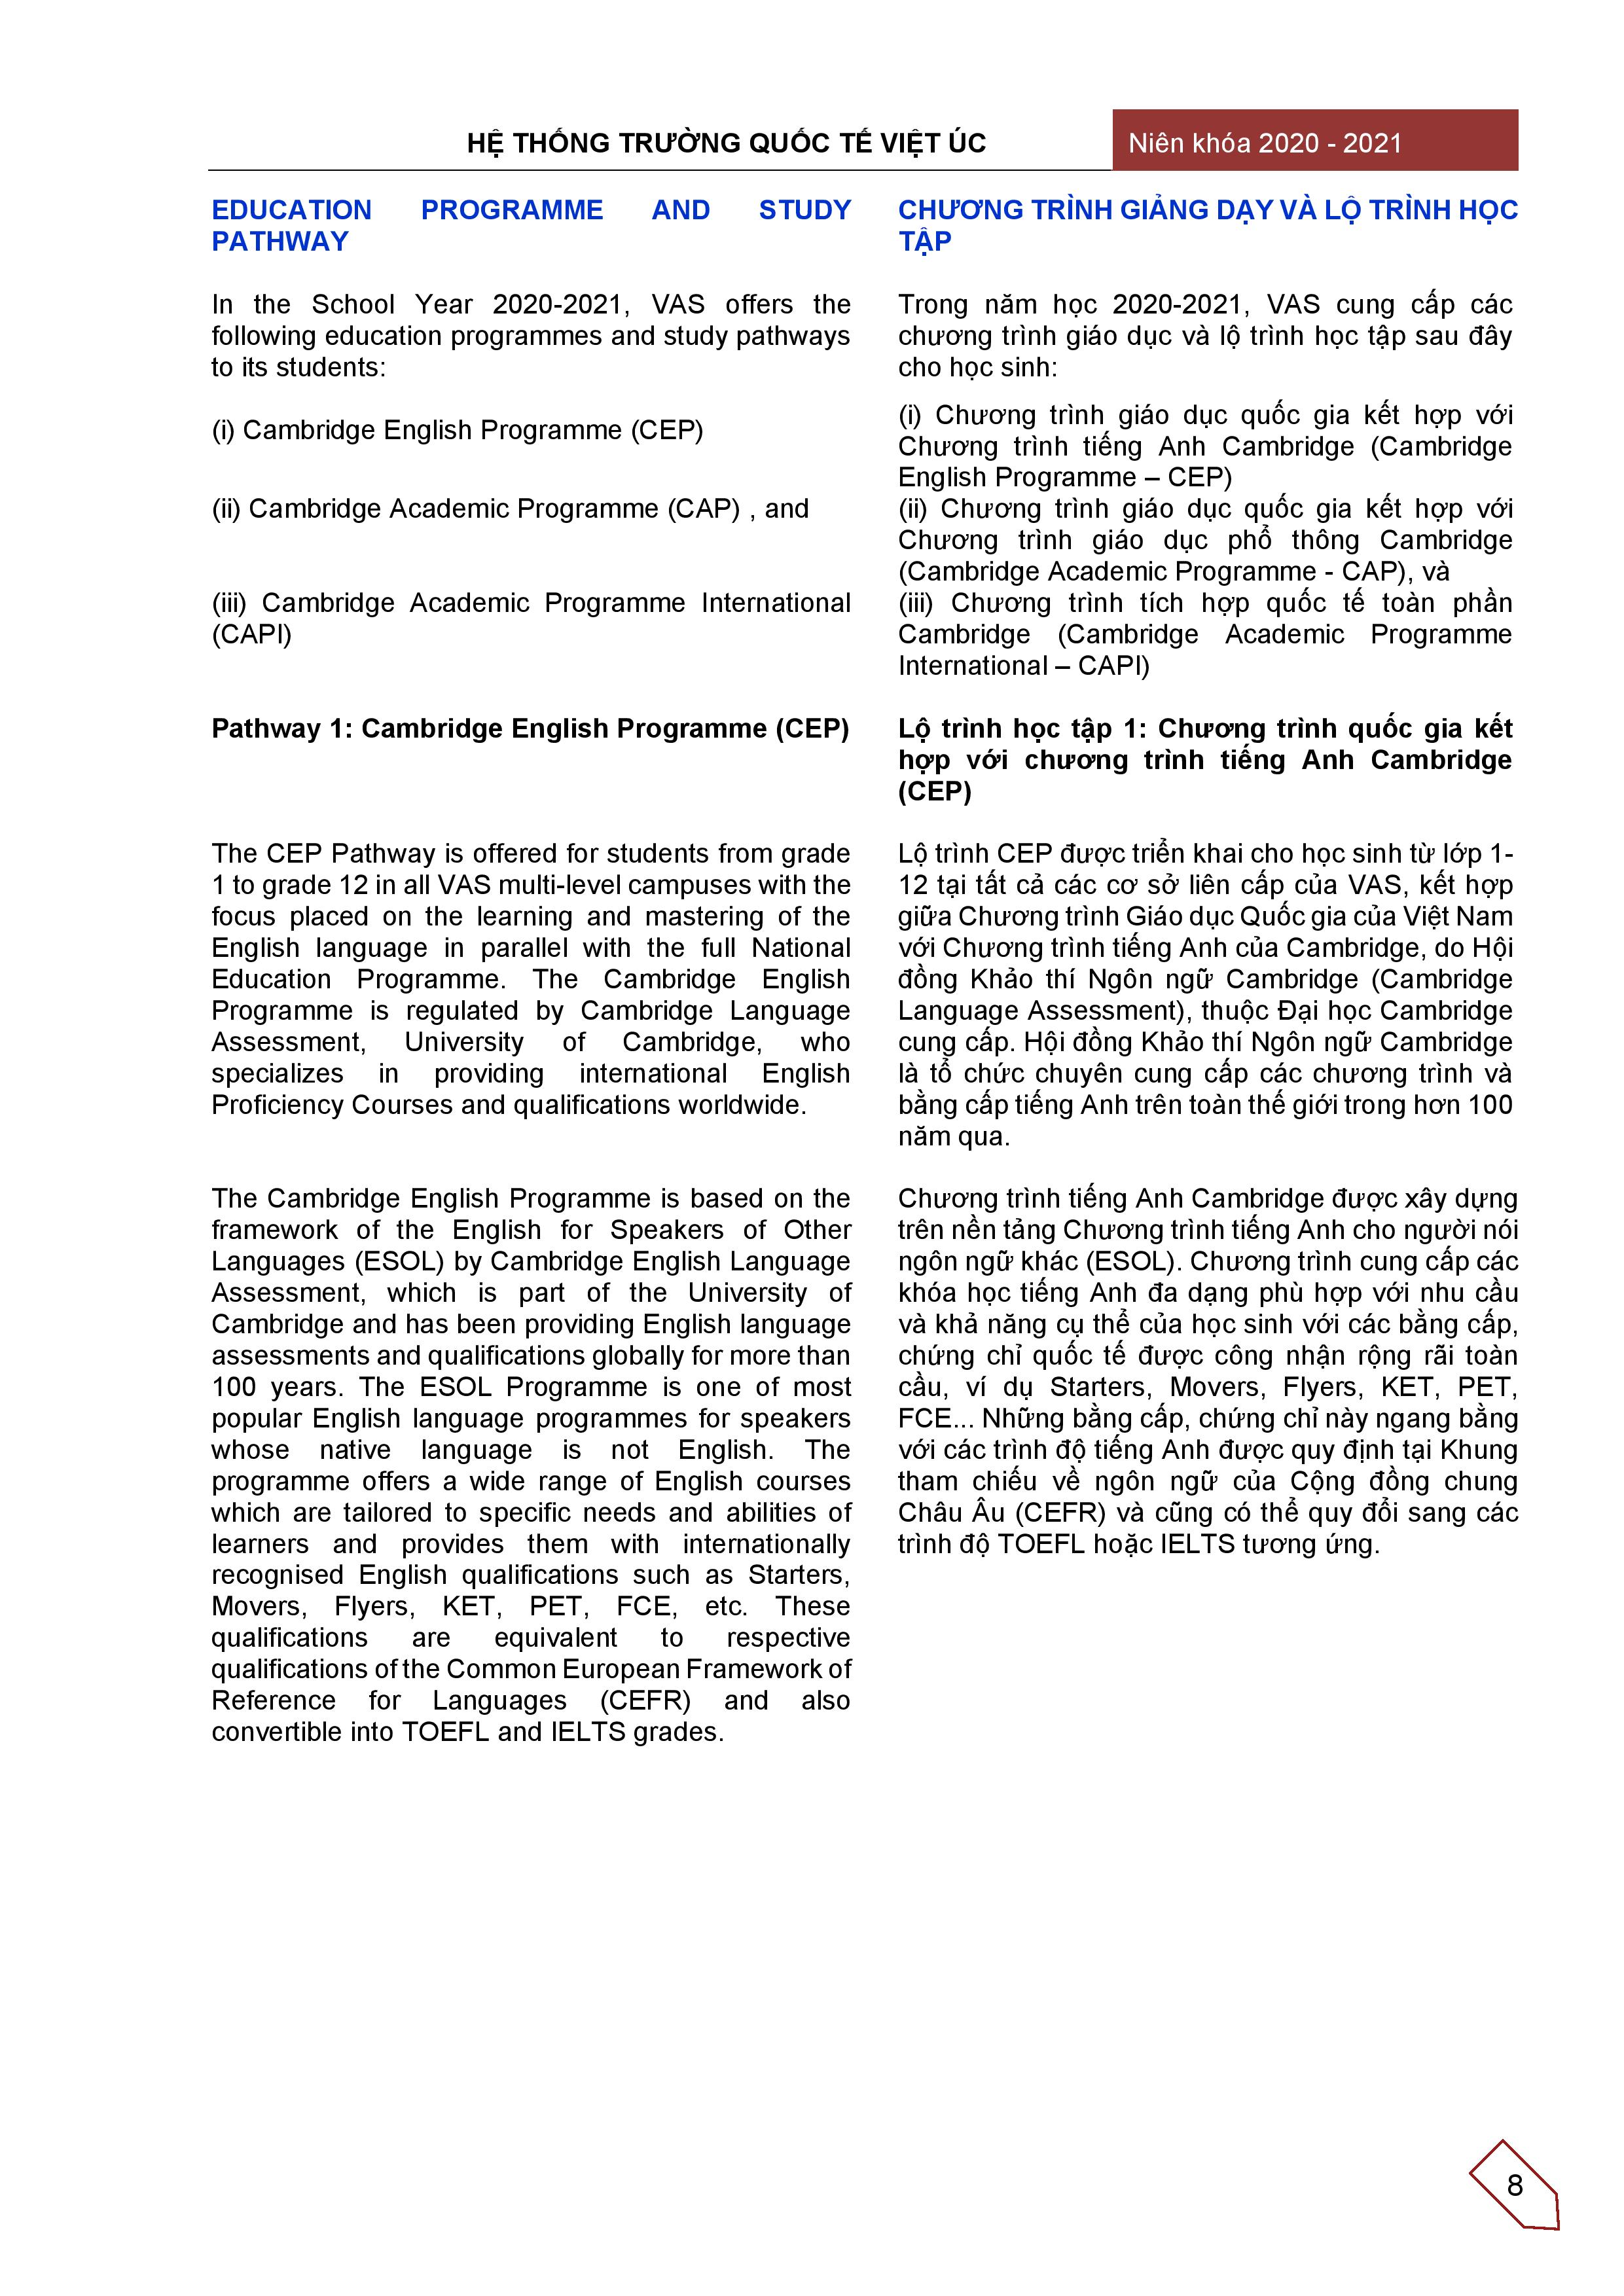 HỆ THỐNG TRƯỜNG QUỐC TẾ VIỆT ÚC
Niên khóa 2020 - 2021
EDUCATION PROGRAMME AND STUDY
PATHWAY
In the School Year 2020-2021, VAS offers the
following education programmes and study pathways
to its students:
(i) Cambridge English Programme (CEP)
(ii) Cambridge Academic Programme (CAP) , and
(iii) Cambridge Academic Programme International
(CAPI)
Pathway 1: Cambridge English Programme (CEP)
The CEP Pathway is offered for students from grade
1 to grade 12 in all VAS multi-level campuses with the
focus placed on the learning and mastering of the
English language in parallel with the full National
Education Programme. The Cambridge English
Programme is regulated by Cambridge Language
Assessment, University of Cambridge, who
specializes in providing international English
Proficiency Courses and qualifications worldwide.
The Cambridge English Programme is based on the
framework of the English for Speakers of Other
Languages (ESOL) by Cambridge English Language
Assessment, which is part of the University of
Cambridge and has been providing English language
assessments and qualifications globally for more than
100 years. The ESOL Programme is one of most
popular English language programmes for speakers
whose native language is not English. The
programme offers a wide range of English courses
which are tailored to specific needs and abilities of
learners and provides them with internationally
recognised English qualifications such as Starters,
Movers, Flyers, KET, PET, FCE, etc. These
qualifications are equivalent to respective
qualifications of the Common European Framework of
Reference for Languages (CEFR) and also
convertible into TOEFL and IELTS grades.
CHƯƠNG TRÌNH GIẢNG DẠY VÀ LỘ TRÌNH HỌC
TẬP
Trong năm học 2020-2021, VAS cung cấp các
chương trình giáo dục và lộ trình học tập sau đây
cho học sinh:
(i) Chương trình giáo dục quốc gia kết hợp với
Chương trình tiếng Anh Cambridge (Cambridge
English Programme – CEP)
(ii) Chương trình giáo dục quốc gia kết hợp với
Chương trình giáo dục phổ thông Cambridge
(Cambridge Academic Programme - CAP), và
(iii) Chương trình tích hợp quốc tế toàn phần
Cambridge (Cambridge Academic Programme
International – CAPI)
Lộ trình học tập 1: Chương trình quốc gia kết
hợp với chương trình tiếng Anh Cambridge
(CEP)
Lộ trình CEP được triển khai cho học sinh từ lớp 1-
12 tại tất cả các cơ sở liên cấp của VAS, kết hợp
giữa Chương trình Giáo dục Quốc gia của Việt Nam
với Chương trình tiếng Anh của Cambridge, do Hội
đồng Khảo thí Ngôn ngữ Cambridge (Cambridge
Language Assessment), thuộc Đại học Cambridge
cung cấp. Hội đồng Khảo thí Ngôn ngữ Cambridge
là tổ chức chuyên cung cấp các chương trình và
bằng cấp tiếng Anh trên toàn thế giới trong hơn 100
năm qua.
Chương trình tiếng Anh Cambridge được xây dựng
trên nền tảng Chương trình tiếng Anh cho người nói
ngôn ngữ khác (ESOL). Chương trình cung cấp các
khóa học tiếng Anh đa dạng phù hợp với nhu cầu
và khả năng cụ thể của học sinh với các bằng cấp,
chứng chỉ quốc tế được công nhận rộng rãi toàn
cầu, ví dụ Starters, Movers, Flyers, KET, PET,
FCE... Những bằng cấp, chứng chỉ này ngang bằng
với các trình độ tiếng Anh được quy định tại Khung
tham chiếu về ngôn ngữ của Cộng đồng chung
Châu Âu (CEFR) và cũng có thể quy đổi sang các
trình độ TOEFL hoặc IELTS tương ứng.
8